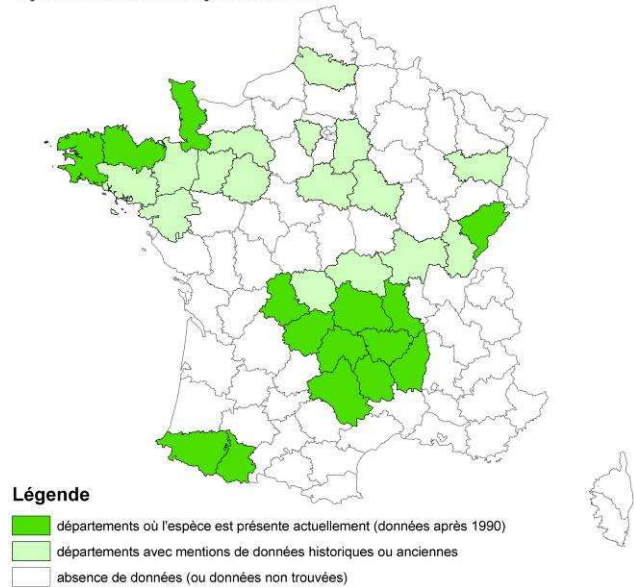 Légende
départements où l'espèce est présente actuellement (données après 1990)
départements avec mentions de données historiques ou anciennes
absence de données (ou données non trouvées)